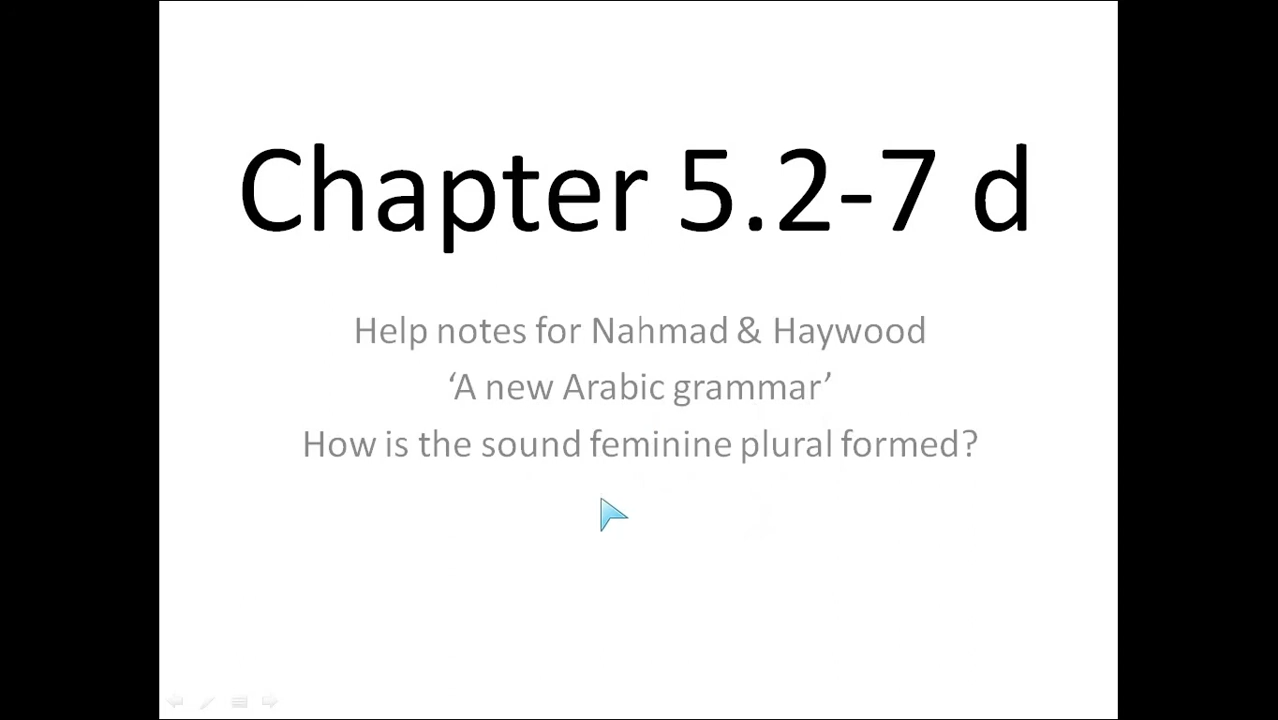 Chapter 5.2-7 d
Help notes for Nahmad & Haywood
‘A new Arabic grammar’
How is the sound feminine plural formed?